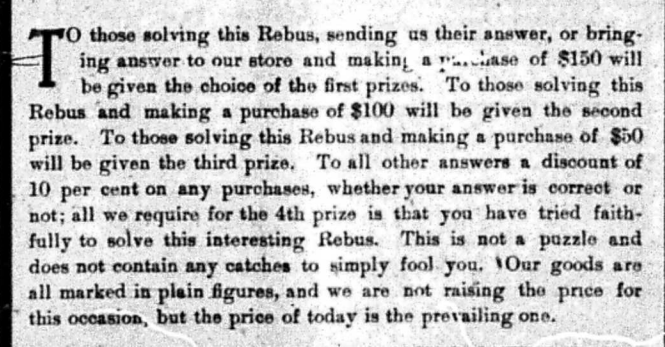 TO those solving this Rebus, sending us their answer, or bring-
ing answer to our store and making a purchase of $150 will
be given the choice of the first prizes. To those solving this
Rebus and making a purchase of $100 will be given the second
prize. To those solving this Rebus and making a purchase of $50
will be given the third prize. To all other answers a discount of
10 per cent on any purchases, whether your answer is correct or
not; all we require for the 4th prize is that you have tried faith-
fully to solve this interesting Rebus. This is not a puzzle and
does not contain any catches to simply fool you. Our goods are
all marked in plain figures, and we are not raising the price for
this occasion, but the price of today is the prevailing one.